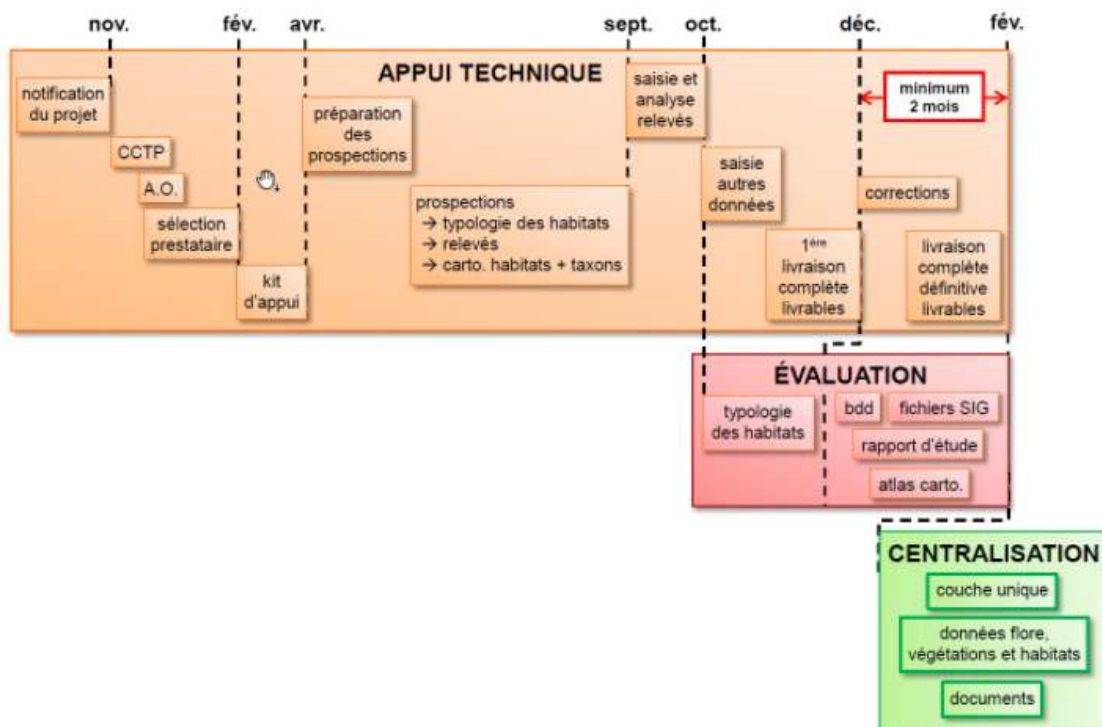 nov.
fév.
avr.
sept.
oct.
déc.
fév.
APPUI TECHNIQUE
notification
du projet
CCTP
A.O.
sélection
prestataire
kit
d'appui
préparation
des
prospections
prospections
→ typologie des habitats
→ relevés
→ carto. habitats + taxons
saisie et
analyse
relevés
saisie
autres
données
1ère
livraison
complète
livrables
minimum
2 mois
corrections
livraison
complète
définitive
livrables
ÉVALUATION
typologie
des habitats
bdd
fichiers SIG
rapport d'étude
atlas carto.
CENTRALISATION
couche unique
données flore,
végétations et habitats
documents